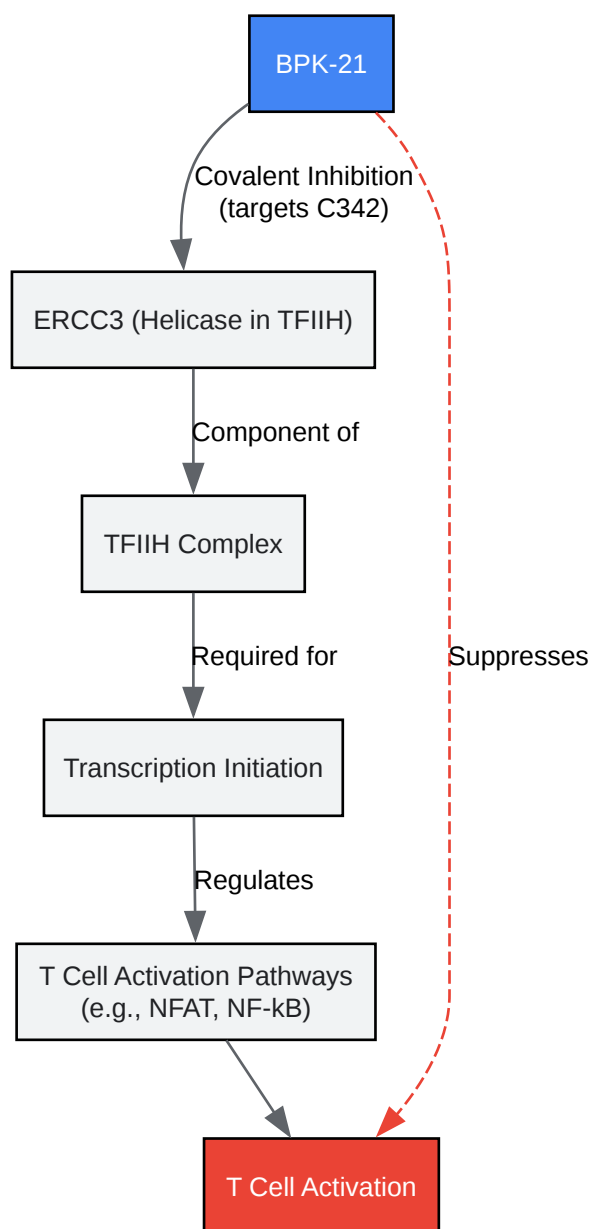 BPK-21
Covalent Inhibition
(targets C342)
ERCC3 (Helicase in TFIIH)
Component of
TFIIH Complex
Required for
Suppresses
Transcription Initiation
Regulates
T Cell Activation Pathways
(e.g., NFAT, NF-kB)
T Cell Activation